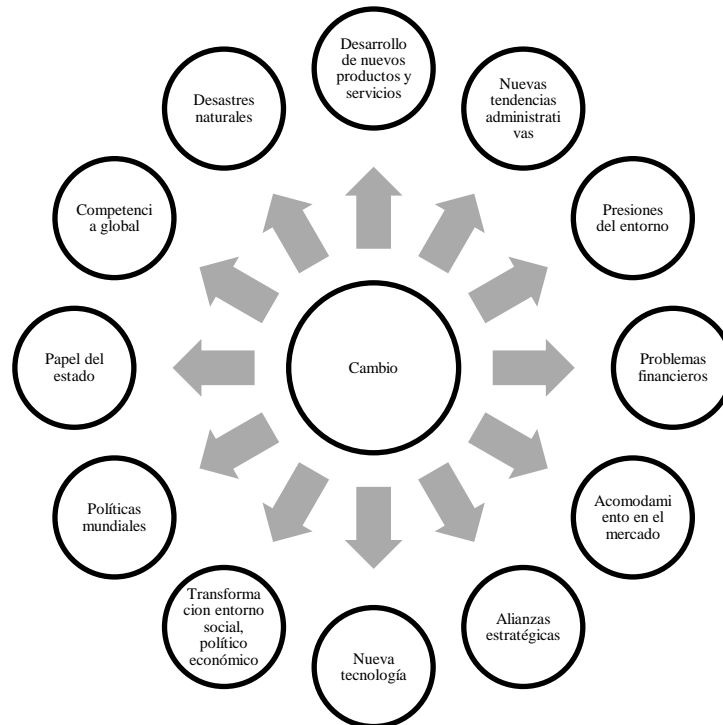 Desarrollo
de nuevos
productos y
servicios
Nuevas
tendencias
administrati
vas
Presiones
del entorno
Problemas
financieros
Acomodami
ento en el
mercado
Alianzas
estratégicas
Nueva
tecnología
Transforma
cion entorno
social,
político
económico
Políticas
mundiales
Papel del
estado
Competenci
a global
Desastres
naturales
Cambio